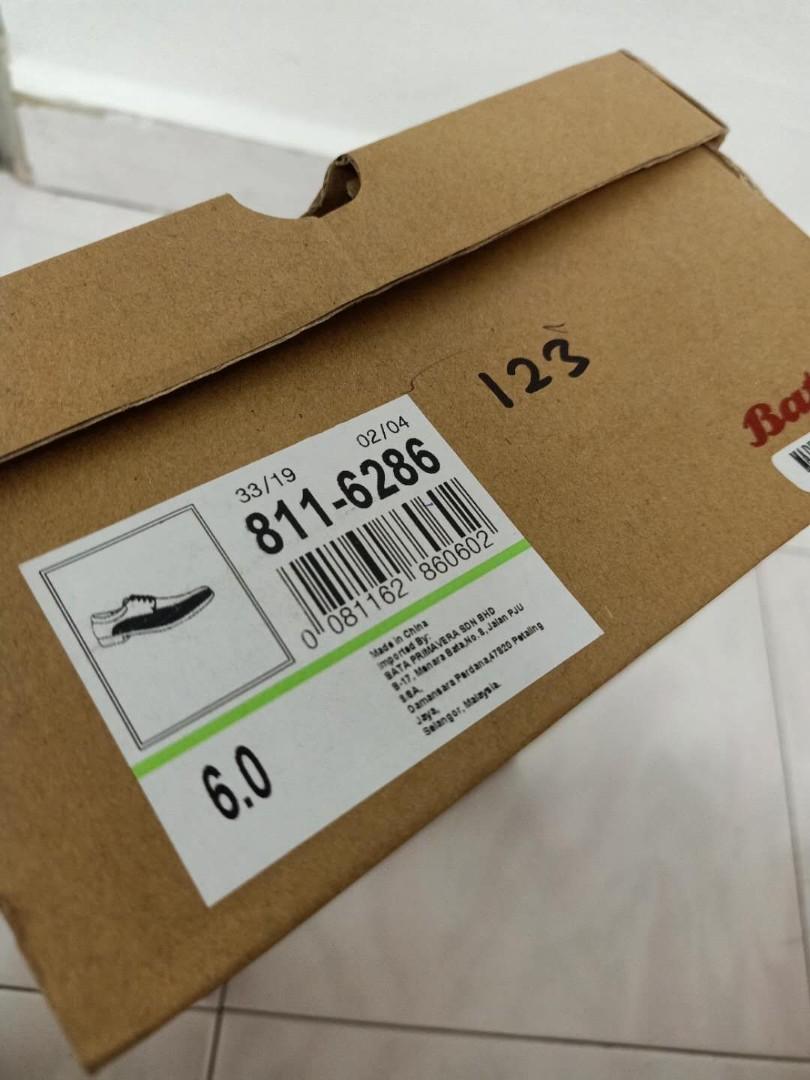 123
Bat
33/19 02/04
811-6286
0 081162 860602
Made in China
Imported By:
BATA PRIMAVERA SDN BHD
B-17, Menara Bata,No. 8, Jalan PJU
8/8A,
Damansara Perdana,47820 Petaling
Jaya,
Selangor, Malaysia.
6.0